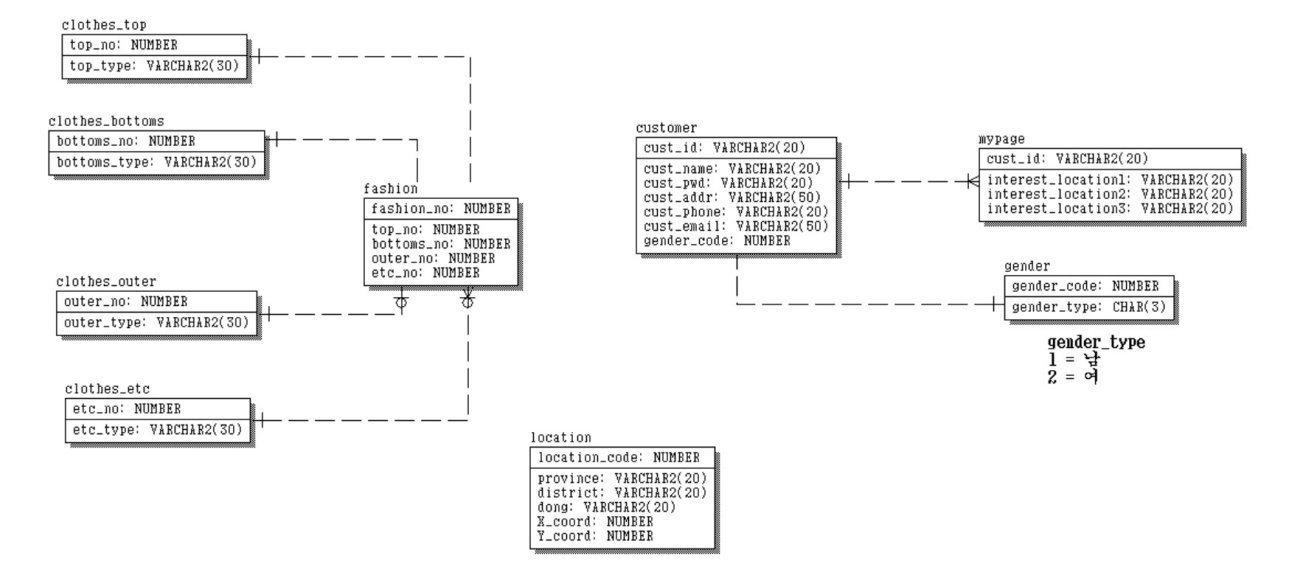 clothes_top
top_no: NUMBER
top_type: VARCHAR2(30)
clothes_bottoms
bottoms_no: NUMBER
bottoms_type: VARCHAR2(30)
fashion
fashion_no: NUMBER
top_no: NUMBER
bottoms_no: NUMBER
outer_no: NUMBER
etc_no: NUMBER
clothes_outer
outer_no: NUMBER
outer_type: VARCHAR2(30)
clothes_etc
etc_no: NUMBER
etc_type: VARCHAR2(30)
customer
cust_id: VARCHAR2(20)
cust_name: VARCHAR2(20)
cust_pwd: VARCHAR2(20)
cust_addr: VARCHAR2(50)
cust_phone: VARCHAR2(20)
cust_email: VARCHAR2(50)
gender_code: NUMBER
mypage
cust_id: VARCHAR2(20)
interest_location1: VARCHAR2(20)
interest_location2: VARCHAR2(20)
interest_location3: VARCHAR2(20)
gender
gender_code: NUMBER
gender_type: CHAR(3)
gender_type
1 = 남
2 = 여
location
location_code: NUMBER
province: VARCHAR2(20)
district: VARCHAR2(20)
dong: VARCHAR2(20)
X_coord: NUMBER
Y_coord: NUMBER